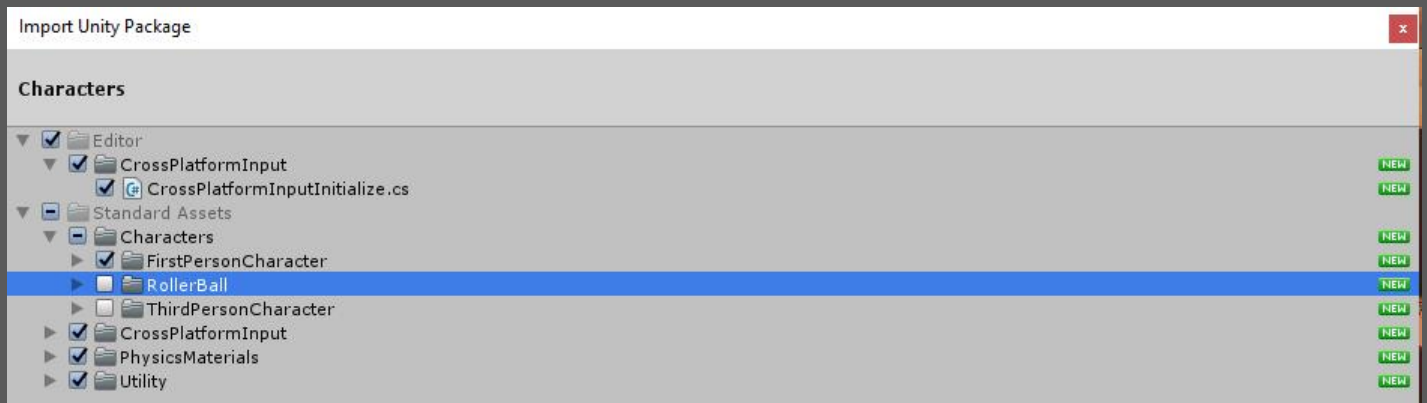 Import Unity Package
x
Characters
Editor
CrossPlatformInput NEW
CrossPlatformInputInitialize.cs NEW
Standard Assets
Characters NEW
FirstPersonCharacter NEW
RollerBall NEW
ThirdPersonCharacter NEW
CrossPlatformInput NEW
PhysicsMaterials NEW
Utility NEW